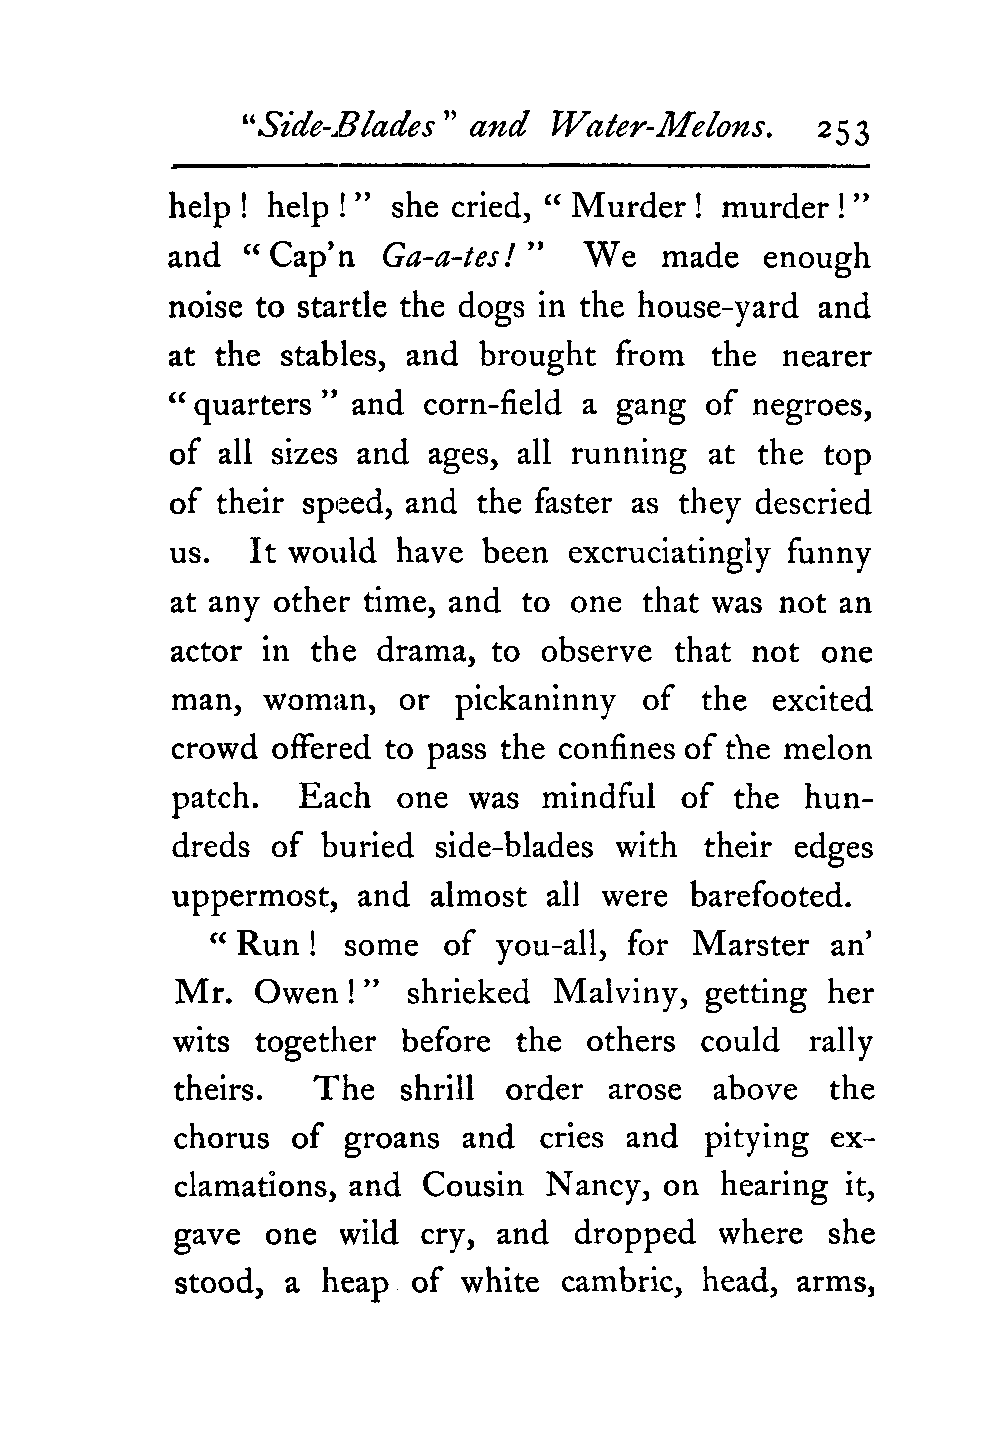 "Side-Blades" and Water-Melons. 253
help! help!" she cried, "Murder! murder!"
and "Cap'n Ga-a-tes!" We made enough
noise to startle the dogs in the house-yard and
at the stables, and brought from the nearer
"quarters" and corn-field a gang of negroes,
of all sizes and ages, all running at the top
of their speed, and the faster as they descried
us. It would have been excruciatingly funny
at any other time, and to one that was not an
actor in the drama, to observe that not one
man, woman, or pickaninny of the excited
crowd offered to pass the confines of the melon
patch. Each one was mindful of the hun-
dreds of buried side-blades with their edges
uppermost, and almost all were barefooted.
"Run! some of you-all, for Marster an'
Mr. Owen!" shrieked Malviny, getting her
wits together before the others could rally
theirs. The shrill order arose above the
chorus of groans and cries and pitying ex-
clamations, and Cousin Nancy, on hearing it,
gave one wild cry, and dropped where she
stood, a heap of white cambric, head, arms,